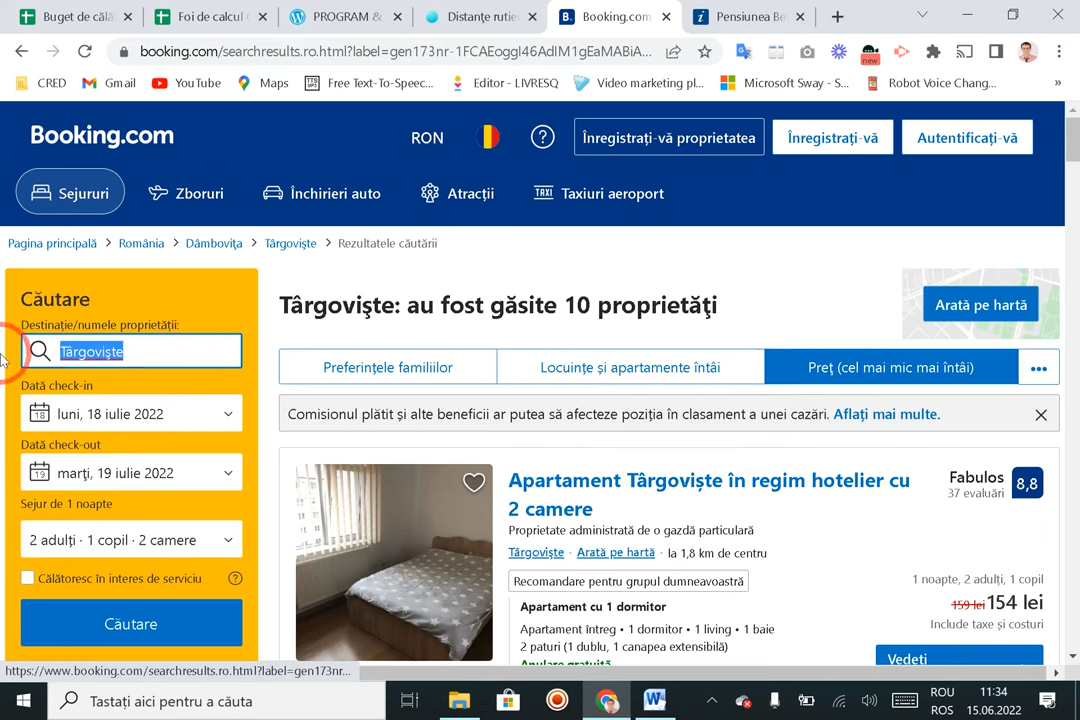 Buget de călă
Foi de calcul
PROGRAM &
Distanțe rutie
Booking.com
Pensiunea Be
booking.com/searchresults.ro.html?label=gen173nr-1FCAEoggI46AdIM1gEaMABiA...
new
CRED
Gmail
YouTube
Maps
Free Text-To-Speec...
Editor - LIVRESQ
Video marketing pl...
Microsoft Sway - S...
Robot Voice Chang...
»
Booking.com
RON
Înregistrați-vă proprietatea
Înregistrați-vă
Autentificați-vă
Sejururi
Zboruri
Închirieri auto
Atracții
TAXI
Taxiuri aeroport
Pagina principală > România > Dâmbovița > Târgoviște > Rezultatele căutării
Căutare
Destinație/numele proprietății:
Târgoviște
Dată check-in
18
luni, 18 iulie 2022
Dată check-out
19
marți, 19 iulie 2022
Sejur de 1 noapte
2 adulți · 1 copil · 2 camere
Călătoresc în interes de serviciu
Căutare
Târgoviște: au fost găsite 10 proprietăți
Arată pe hartă
Preferințele familiilor
Locuințe și apartamente întâi
Preț (cel mai mic mai întâi)
Comisionul plătit și alte beneficii ar putea să afecteze poziția în clasament a unei cazări. Aflați mai multe.
Apartament Târgoviște în regim hotelier cu
2 camere
Proprietate administrată de o gazdă particulară
Târgoviște · Arată pe hartă · la 1,8 km de centru
Recomandare pentru grupul dumneavoastră
Apartament cu 1 dormitor
Apartament întreg • 1 dormitor • 1 living • 1 baie
2 paturi (1 dublu, 1 canapea extensibilă)
Anulare gratuită
Fabulos
37 evaluări
8,8
1 noapte, 2 adulți, 1 copil
159 lei 154 lei
Include taxe și costuri
Vedeți
https://www.booking.com/searchresults.ro.html?label=gen173nr...
Tastați aici pentru a căuta
ROU
ROS
11:34
15.06.2022